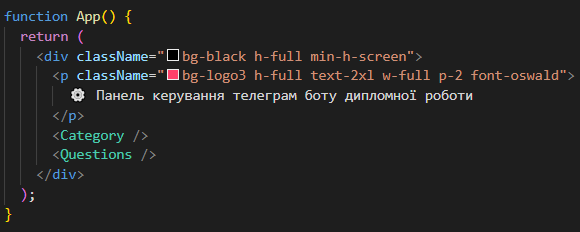 function App() {
return (
<div className="bg-black h-full min-h-screen">
<p className="bg-logo3 h-full text-2xl w-full p-2 font-oswald">
⚙️ Панель керування телеграм боту дипломної роботи
</p>
<Category />
<Questions />
</div>
);
}